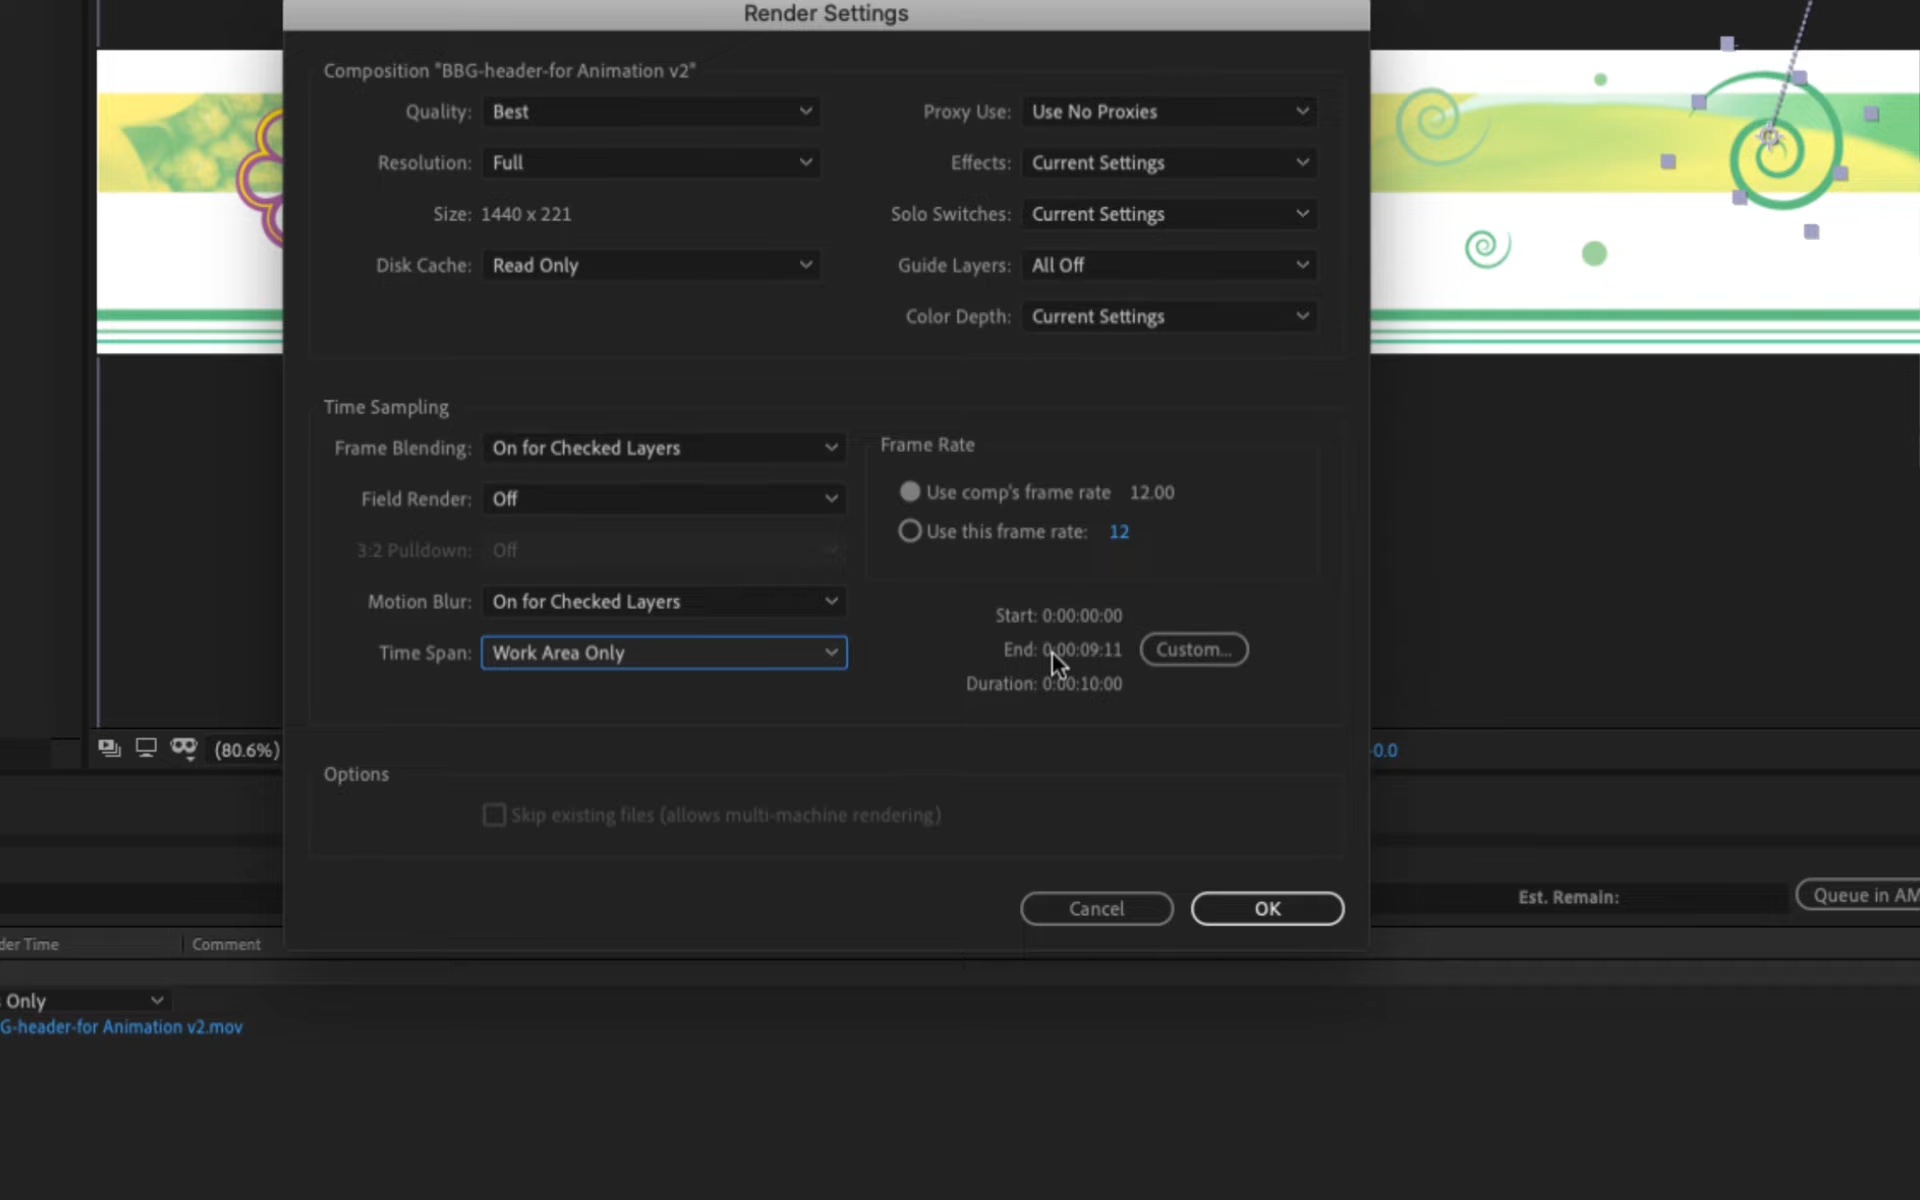 Render Settings
Composition "BBG-header-for Animation v2"
Quality: Best
Proxy Use: Use No Proxies
Resolution: Full
Effects: Current Settings
Size: 1440 x 221
Solo Switches: Current Settings
Disk Cache: Read Only
Guide Layers: All Off
Color Depth: Current Settings
Time Sampling
Frame Blending: On for Checked Layers
Frame Rate
Field Render: Off
Use comp's frame rate 12.00
Use this frame rate: 12
3:2 Pulldown: Off
Motion Blur: On for Checked Layers
Start: 0:00:00:00
Time Span: Work Area Only
End: 0:00:09:11 Custom...
Duration: 0:00:10:00
(80.6%)
0.0
Options
Skip existing files (allows multi-machine rendering)
Cancel OK
Est. Remain: Queue in AM
der Time Comment
s Only
G-header-for Animation v2.mov